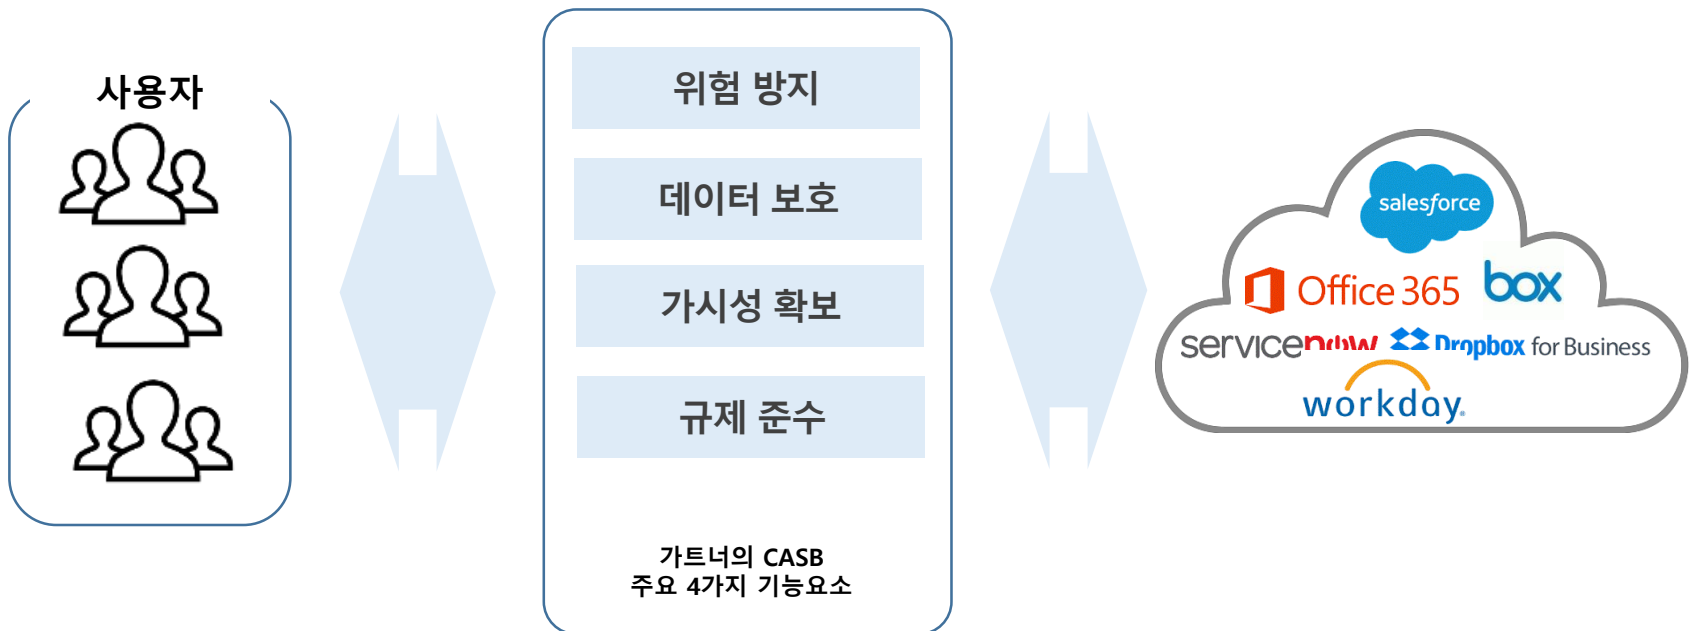 사용자
위험 방지
데이터 보호
가시성 확보
규제 준수
가트너의 CASB
주요 4가지 기능요소
salesforce
Office 365
box
servicenow
Dropbox for Business
workday